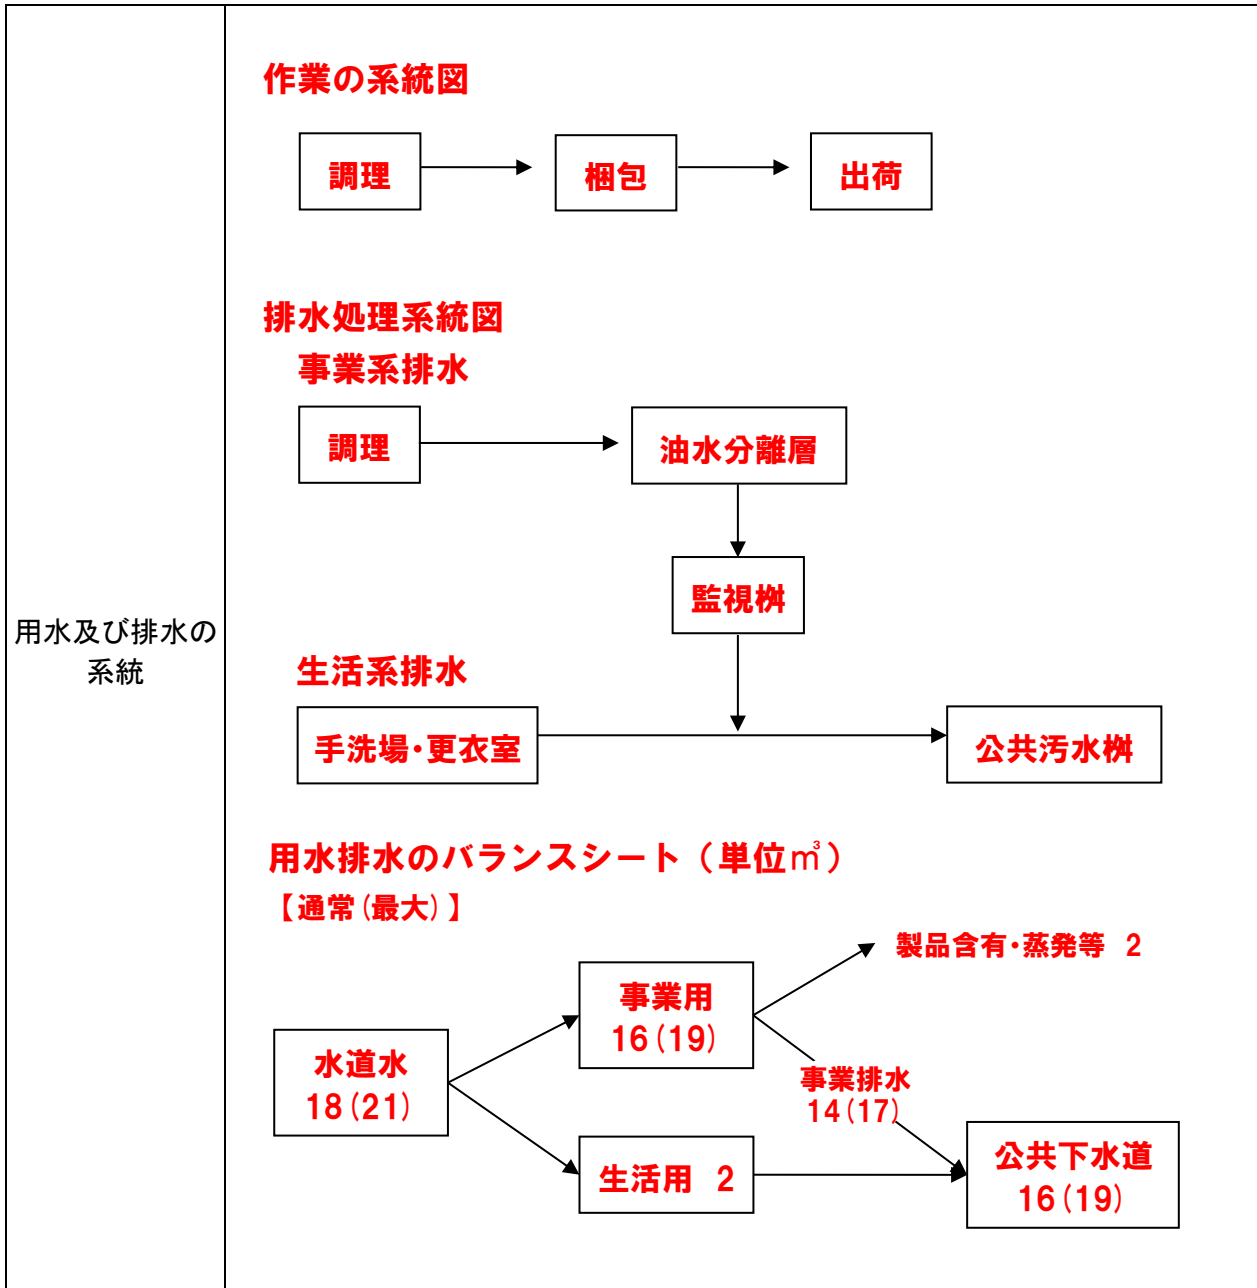 用水及び排水の
系統
作業の系統図
調理
梱包
出荷
排水処理系統図
事業系排水
調理
油水分離層
監視桝
生活系排水
手洗場・更衣室
公共汚水桝
用水排水のバランスシート（単位㎥）
【通常(最大)】
製品含有・蒸発等 2
事業用
16(19)
水道水
18(21)
事業排水
14(17)
生活用 2
公共下水道
16(19)